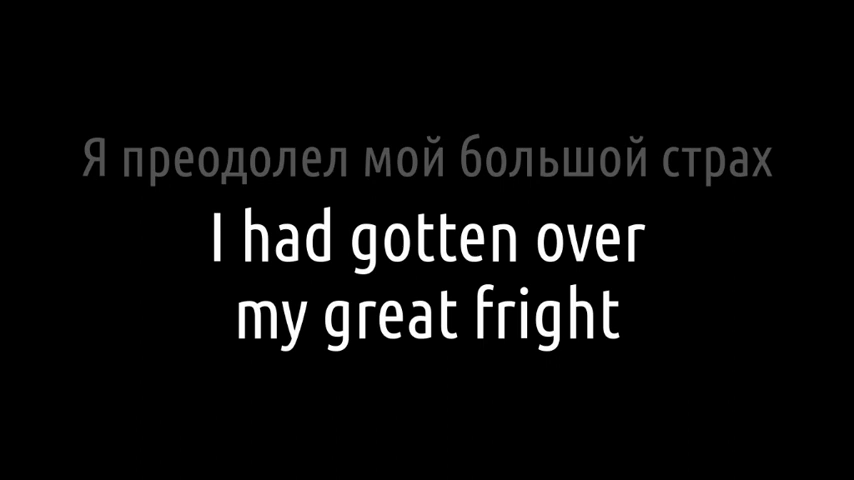 Я преодолел мой большой страх
I had gotten over
my great fright